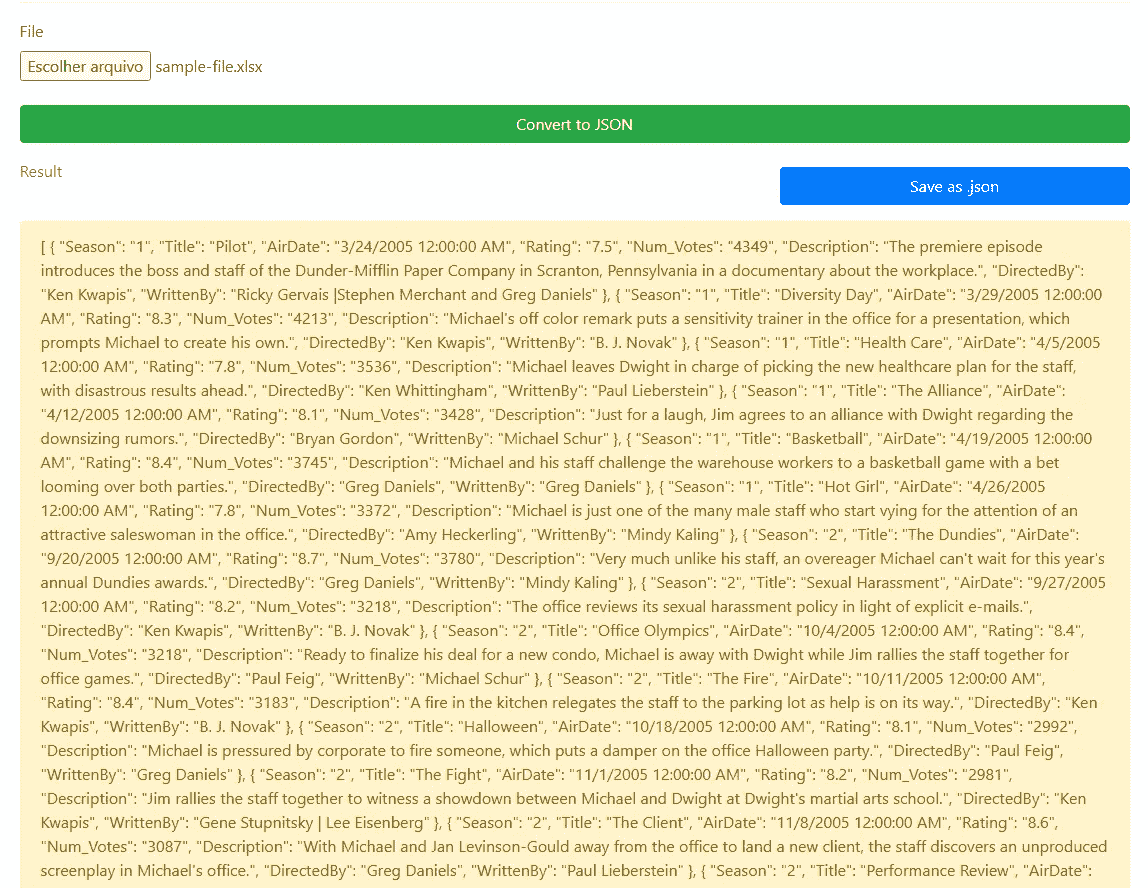 File
Escolher arquivo sample-file.xlsx
Convert to JSON
Result
Save as .json
[ { "Season": "1", "Title": "Pilot", "AirDate": "3/24/2005 12:00:00 AM", "Rating": "7.5", "Num_Votes": "4349", "Description": "The premiere episode
introduces the boss and staff of the Dunder-Mifflin Paper Company in Scranton, Pennsylvania in a documentary about the workplace.", "DirectedBy":
"Ken Kwapis", "WrittenBy": "Ricky Gervais |Stephen Merchant and Greg Daniels" }, { "Season": "1", "Title": "Diversity Day", "AirDate": "3/29/2005 12:00:00
AM", "Rating": "8.3", "Num_Votes": "4213", "Description": "Michael's off color remark puts a sensitivity trainer in the office for a presentation, which
prompts Michael to create his own.", "DirectedBy": "Ken Kwapis", "WrittenBy": "B. J. Novak" }, { "Season": "1", "Title": "Health Care", "AirDate": "4/5/2005
12:00:00 AM", "Rating": "7.8", "Num_Votes": "3536", "Description": "Michael leaves Dwight in charge of picking the new healthcare plan for the staff,
with disastrous results ahead.", "DirectedBy": "Ken Whittingham", "WrittenBy": "Paul Lieberstein" }, { "Season": "1", "Title": "The Alliance", "AirDate":
"4/12/2005 12:00:00 AM", "Rating": "8.1", "Num_Votes": "3428", "Description": "Just for a laugh, Jim agrees to an alliance with Dwight regarding the
downsizing rumors.", "DirectedBy": "Bryan Gordon", "WrittenBy": "Michael Schur" }, { "Season": "1", "Title": "Basketball", "AirDate": "4/19/2005 12:00:00
AM", "Rating": "8.4", "Num_Votes": "3745", "Description": "Michael and his staff challenge the warehouse workers to a basketball game with a bet
looming over both parties.", "DirectedBy": "Greg Daniels", "WrittenBy": "Greg Daniels" }, { "Season": "1", "Title": "Hot Girl", "AirDate": "4/26/2005
12:00:00 AM", "Rating": "7.8", "Num_Votes": "3372", "Description": "Michael is just one of the many male staff who start vying for the attention of an
attractive saleswoman in the office.", "DirectedBy": "Amy Heckerling", "WrittenBy": "Mindy Kaling" }, { "Season": "2", "Title": "The Dundies", "AirDate":
"9/20/2005 12:00:00 AM", "Rating": "8.7", "Num_Votes": "3780", "Description": "Very much unlike his staff, an overeager Michael can't wait for this year's
annual Dundies awards.", "DirectedBy": "Greg Daniels", "WrittenBy": "Mindy Kaling" }, { "Season": "2", "Title": "Sexual Harassment", "AirDate": "9/27/2005
12:00:00 AM", "Rating": "8.2", "Num_Votes": "3218", "Description": "The office reviews its sexual harassment policy in light of explicit e-mails.",
"DirectedBy": "Ken Kwapis", "WrittenBy": "B. J. Novak" }, { "Season": "2", "Title": "Office Olympics", "AirDate": "10/4/2005 12:00:00 AM", "Rating": "8.4",
"Num_Votes": "3218", "Description": "Ready to finalize his deal for a new condo, Michael is away with Dwight while Jim rallies the staff together for
office games.", "DirectedBy": "Paul Feig", "WrittenBy": "Michael Schur" }, { "Season": "2", "Title": "The Fire", "AirDate": "10/11/2005 12:00:00 AM",
"Rating": "8.4", "Num_Votes": "3183", "Description": "A fire in the kitchen relegates the staff to the parking lot as help is on its way.", "DirectedBy": "Ken
Kwapis", "WrittenBy": "B. J. Novak" }, { "Season": "2", "Title": "Halloween", "AirDate": "10/18/2005 12:00:00 AM", "Rating": "8.1", "Num_Votes": "2992",
"Description": "Michael is pressured by corporate to fire someone, which puts a damper on the office Halloween party.", "DirectedBy": "Paul Feig",
"WrittenBy": "Greg Daniels" }, { "Season": "2", "Title": "The Fight", "AirDate": "11/1/2005 12:00:00 AM", "Rating": "8.2", "Num_Votes": "2981",
"Description": "Jim rallies the staff together to witness a showdown between Michael and Dwight at Dwight's martial arts school.", "DirectedBy": "Ken
Kwapis", "WrittenBy": "Gene Stupnitsky | Lee Eisenberg" }, { "Season": "2", "Title": "The Client", "AirDate": "11/8/2005 12:00:00 AM", "Rating": "8.6",
"Num_Votes": "3087", "Description": "With Michael and Jan Levinson-Gould away from the office to land a new client, the staff discovers an unproduced
screenplay in Michael's office.", "DirectedBy": "Greg Daniels", "WrittenBy": "Paul Lieberstein" }, { "Season": "2", "Title": "Performance Review", "AirDate":